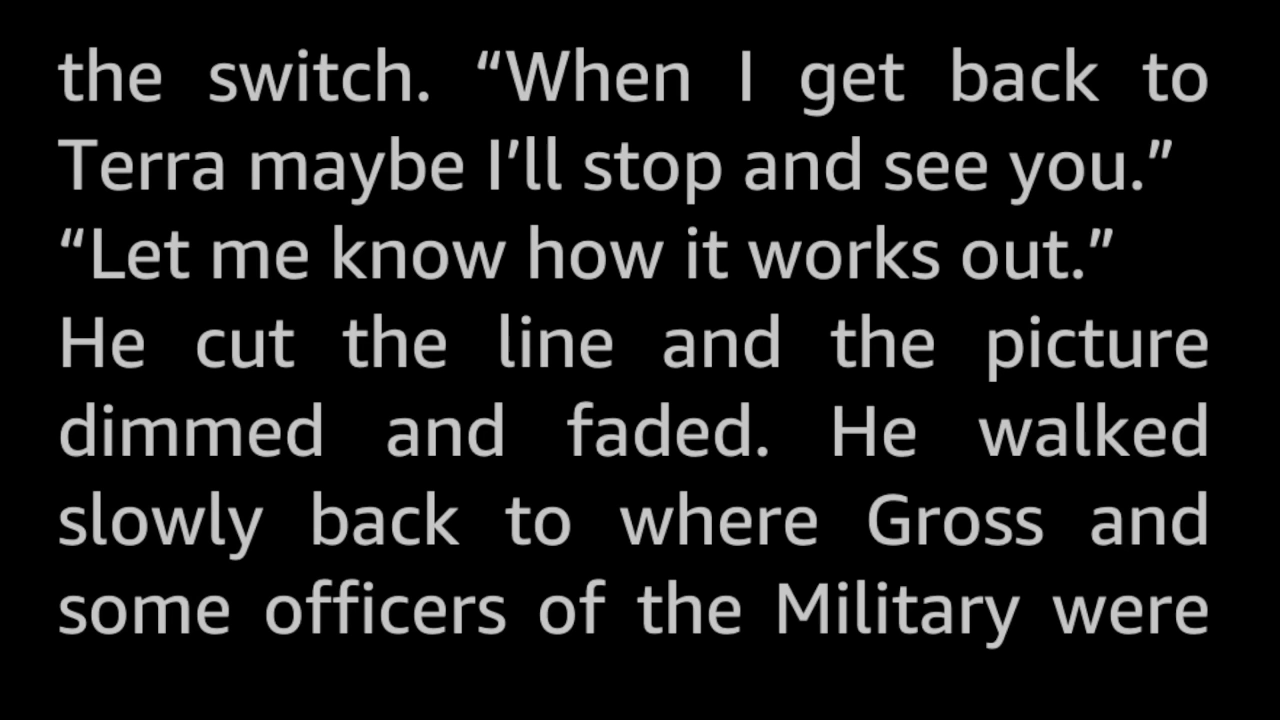 the switch. “When I get back to
Terra maybe I’ll stop and see you.”
“Let me know how it works out.”
He cut the line and the picture
dimmed and faded. He walked
slowly back to where Gross and
some officers of the Military were